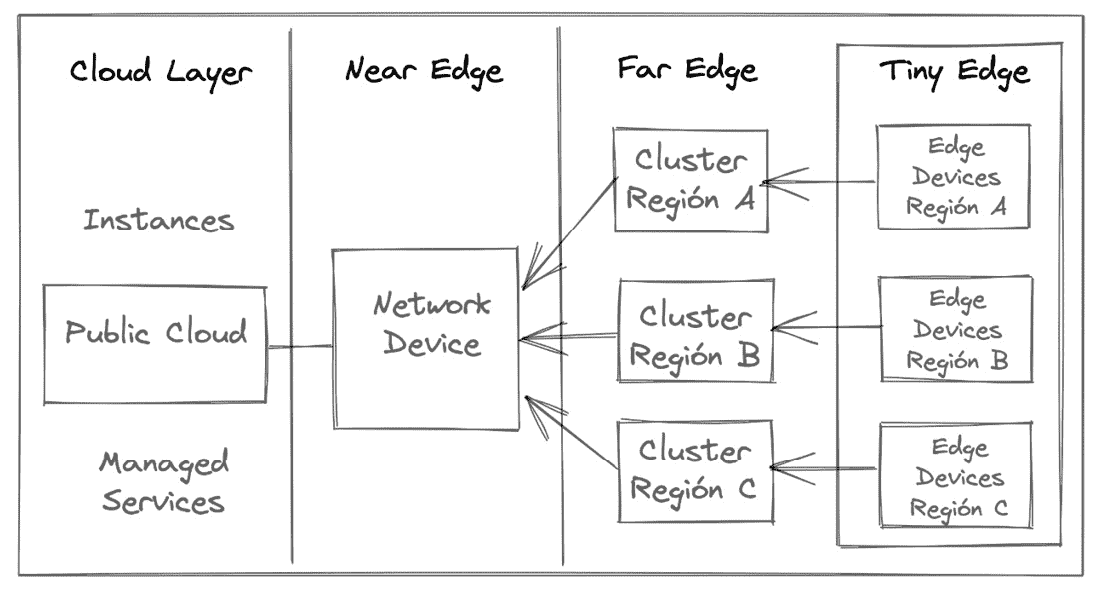 Cloud Layer
Near Edge
Far Edge
Tiny Edge
Instances
Public Cloud
Managed
Services
Network
Device
Cluster
Región A
Cluster
Región B
Cluster
Región C
Edge
Devices
Región A
Edge
Devices
Región B
Edge
Devices
Región C